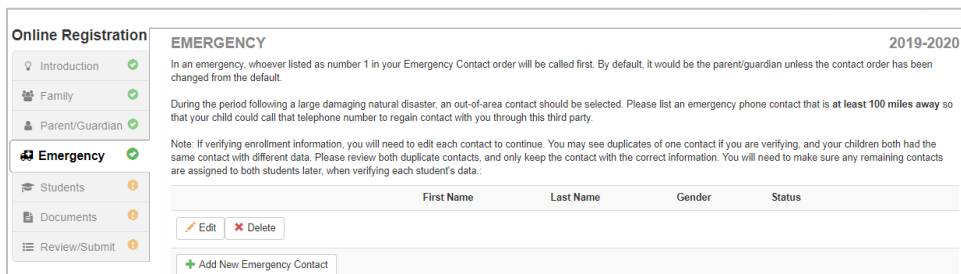 Online Registration
Introduction
Family
Parent/Guardian
Emergency
Students
Documents
Review/Submit
EMERGENCY 2019-2020
In an emergency, whoever listed as number 1 in your Emergency Contact order will be called first. By default, it would be the parent/guardian unless the contact order has been
changed from the default.
During the period following a large damaging natural disaster, an out-of-area contact should be selected. Please list an emergency phone contact that is at least 100 miles away so
that your child could call that telephone number to regain contact with you through this third party.
Note: If verifying enrollment information, you will need to edit each contact to continue. You may see duplicates of one contact if you are verifying, and your children both had the
same contact with different data. Please review both duplicate contacts, and only keep the contact with the correct information. You will need to make sure any remaining contacts
are assigned to both students later, when verifying each student's data.:
First Name Last Name Gender Status
Edit Delete
Add New Emergency Contact